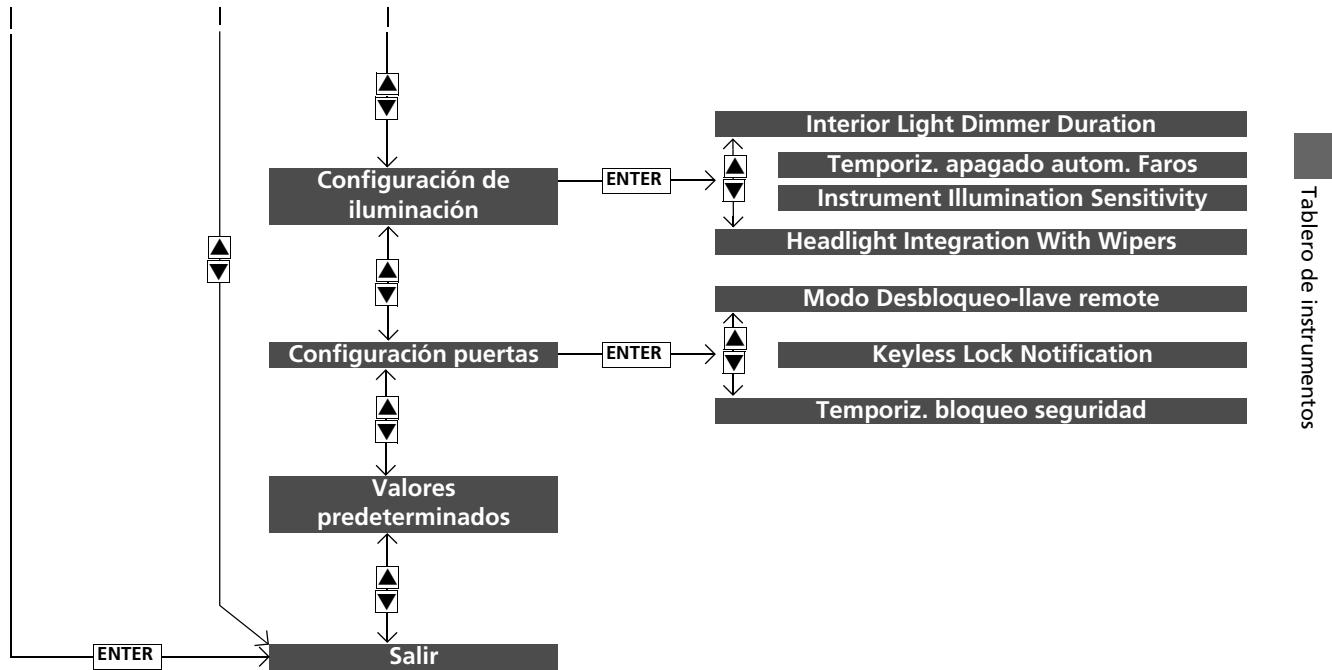 Interior Light Dimmer Duration
Configuración de
iluminación
ENTER
Temporiz. apagado autom. Faros
Instrument Illumination Sensitivity
Headlight Integration With Wipers
Modo Desbloqueo-llave remote
Configuración puertas
ENTER
Keyless Lock Notification
Temporiz. bloqueo seguridad
Valores
predeterminados
ENTER
Salir
Tablero de instrumentos